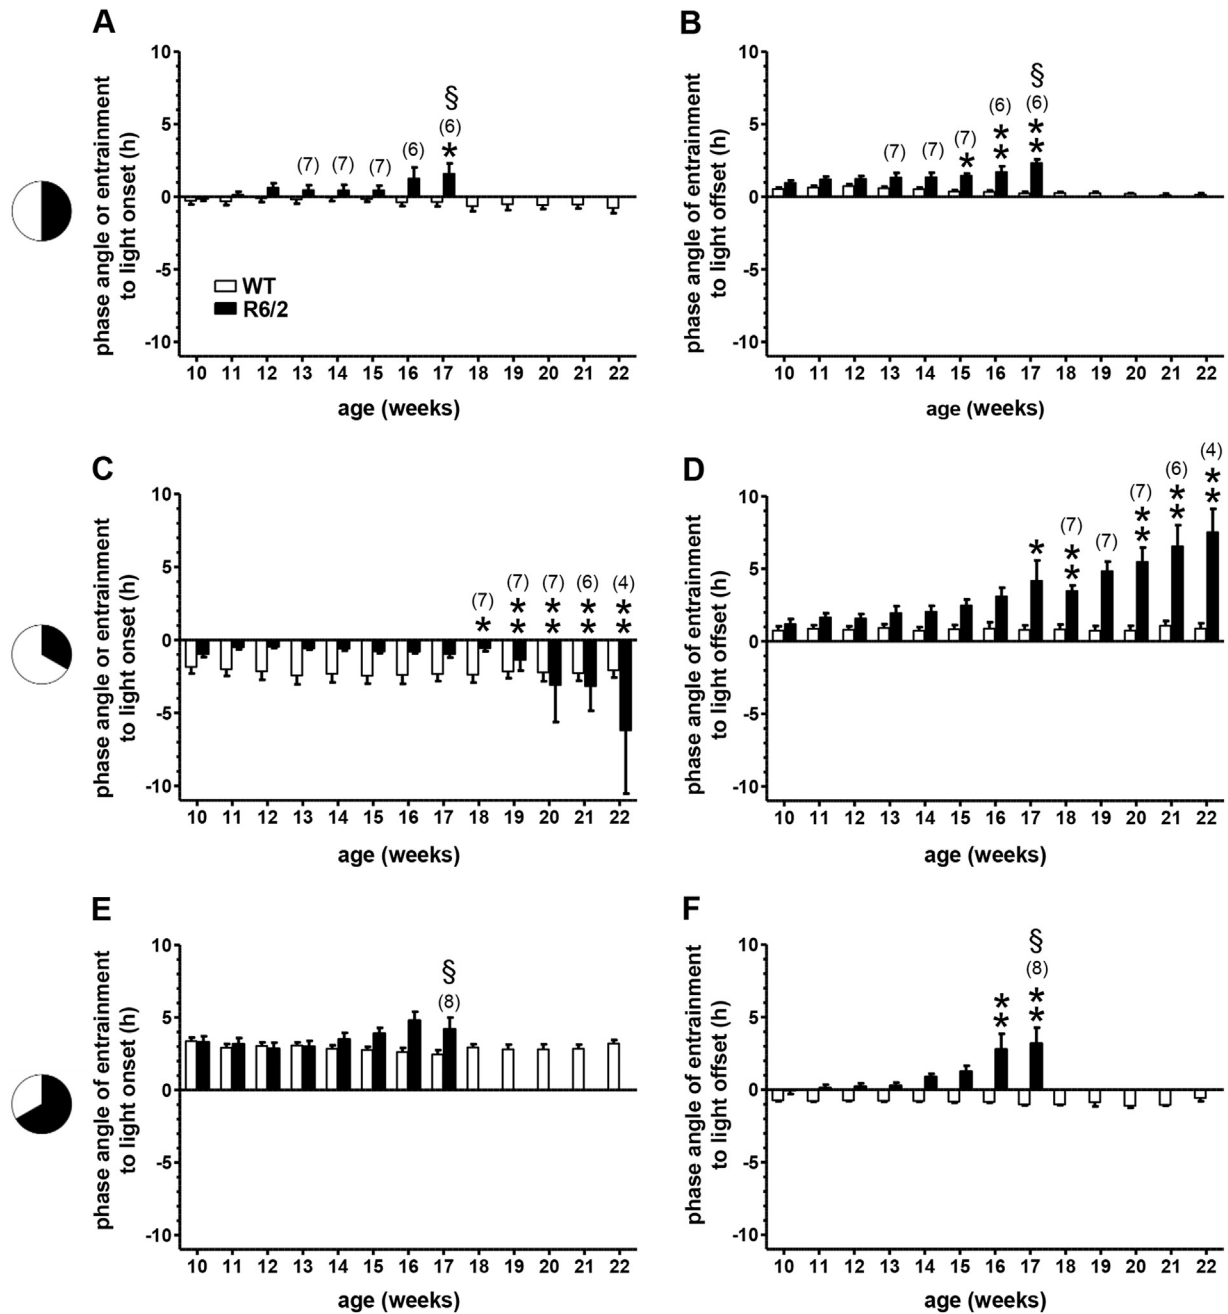 A
phase angle of entrainment
to light onset (h)
10
5
0
-5
-10
§
(7) (7) (7) (6) (6)
*
WT
R6/2
10 11 12 13 14 15 16 17 18 19 20 21 22
age (weeks)
B
phase angle of entrainment
to light offset (h)
10
5
0
-5
-10
§
(7) (7) (7) (6) (6)
* ** **
10 11 12 13 14 15 16 17 18 19 20 21 22
age (weeks)
C
phase angle of entrainment
to light onset (h)
10
5
0
-5
-10
(7) (7) (7) (6) (4)
* ** ** ** **
10 11 12 13 14 15 16 17 18 19 20 21 22
age (weeks)
D
phase angle of entrainment
to light offset (h)
10
5
0
-5
-10
(7) (7) (7) (6) (4)
* ** ** ** **
10 11 12 13 14 15 16 17 18 19 20 21 22
age (weeks)
E
phase angle of entrainment
to light onset (h)
10
5
0
-5
-10
§
(8)
10 11 12 13 14 15 16 17 18 19 20 21 22
age (weeks)
F
phase angle of entrainment
to light offset (h)
10
5
0
-5
-10
§
(8)
** **
10 11 12 13 14 15 16 17 18 19 20 21 22
age (weeks)